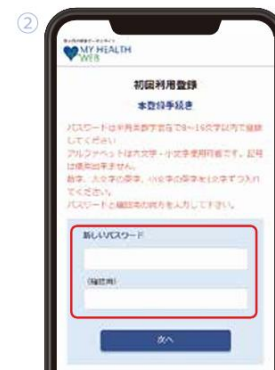 ②
MY HEALTH
WEB
初回利用登録
本登録手続き
パスワードは半角英数字混在で8～16文字以内で登録
してください
アルファベットは大文字・小文字使用可能です。記号
は使用出来ません。
数字、大文字の英字、小文字の英字を1文字ずつ入れ
てください。
パスワードと確認用の両方を入力して下さい。
新しいパスワード
(確認用)
次へ